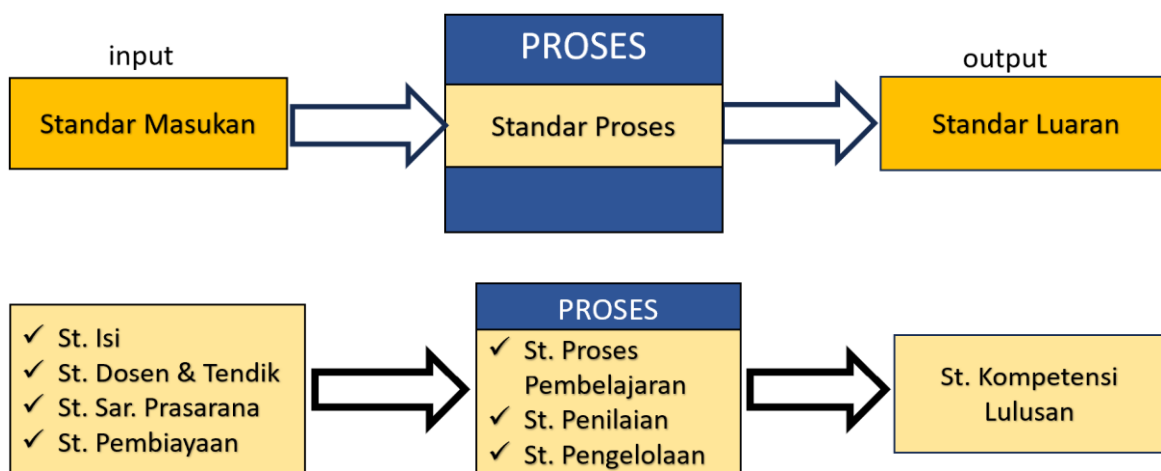 input
PROSES
output
Standar Masukan
Standar Proses
Standar Luaran
✓ St. Isi
✓ St. Dosen & Tendik
✓ St. Sar. Prasarana
✓ St. Pembiayaan
PROSES
✓ St. Proses
Pembelajaran
✓ St. Penilaian
✓ St. Pengelolaan
St. Kompetensi
Lulusan